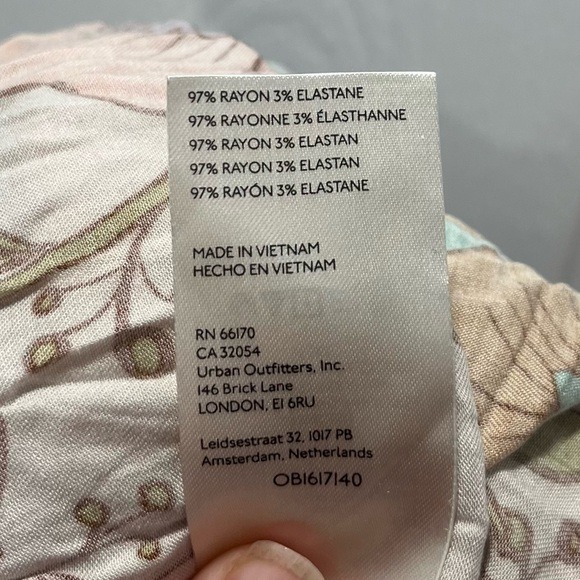 97% RAYON 3% ELASTANE
97% RAYONNE 3% ÉLASTHANNE
97% RAYON 3% ELASTAN
97% RAYON 3% ELASTAN
97% RAYÓN 3% ELASTANE
MADE IN VIETNAM
HECHO EN VIETNAM
RN 66170
CA 32054
Urban Outfitters, Inc.
146 Brick Lane
LONDON, E1 6RU
Leidsestraat 32, 1017 PB
Amsterdam, Netherlands
OB1617140